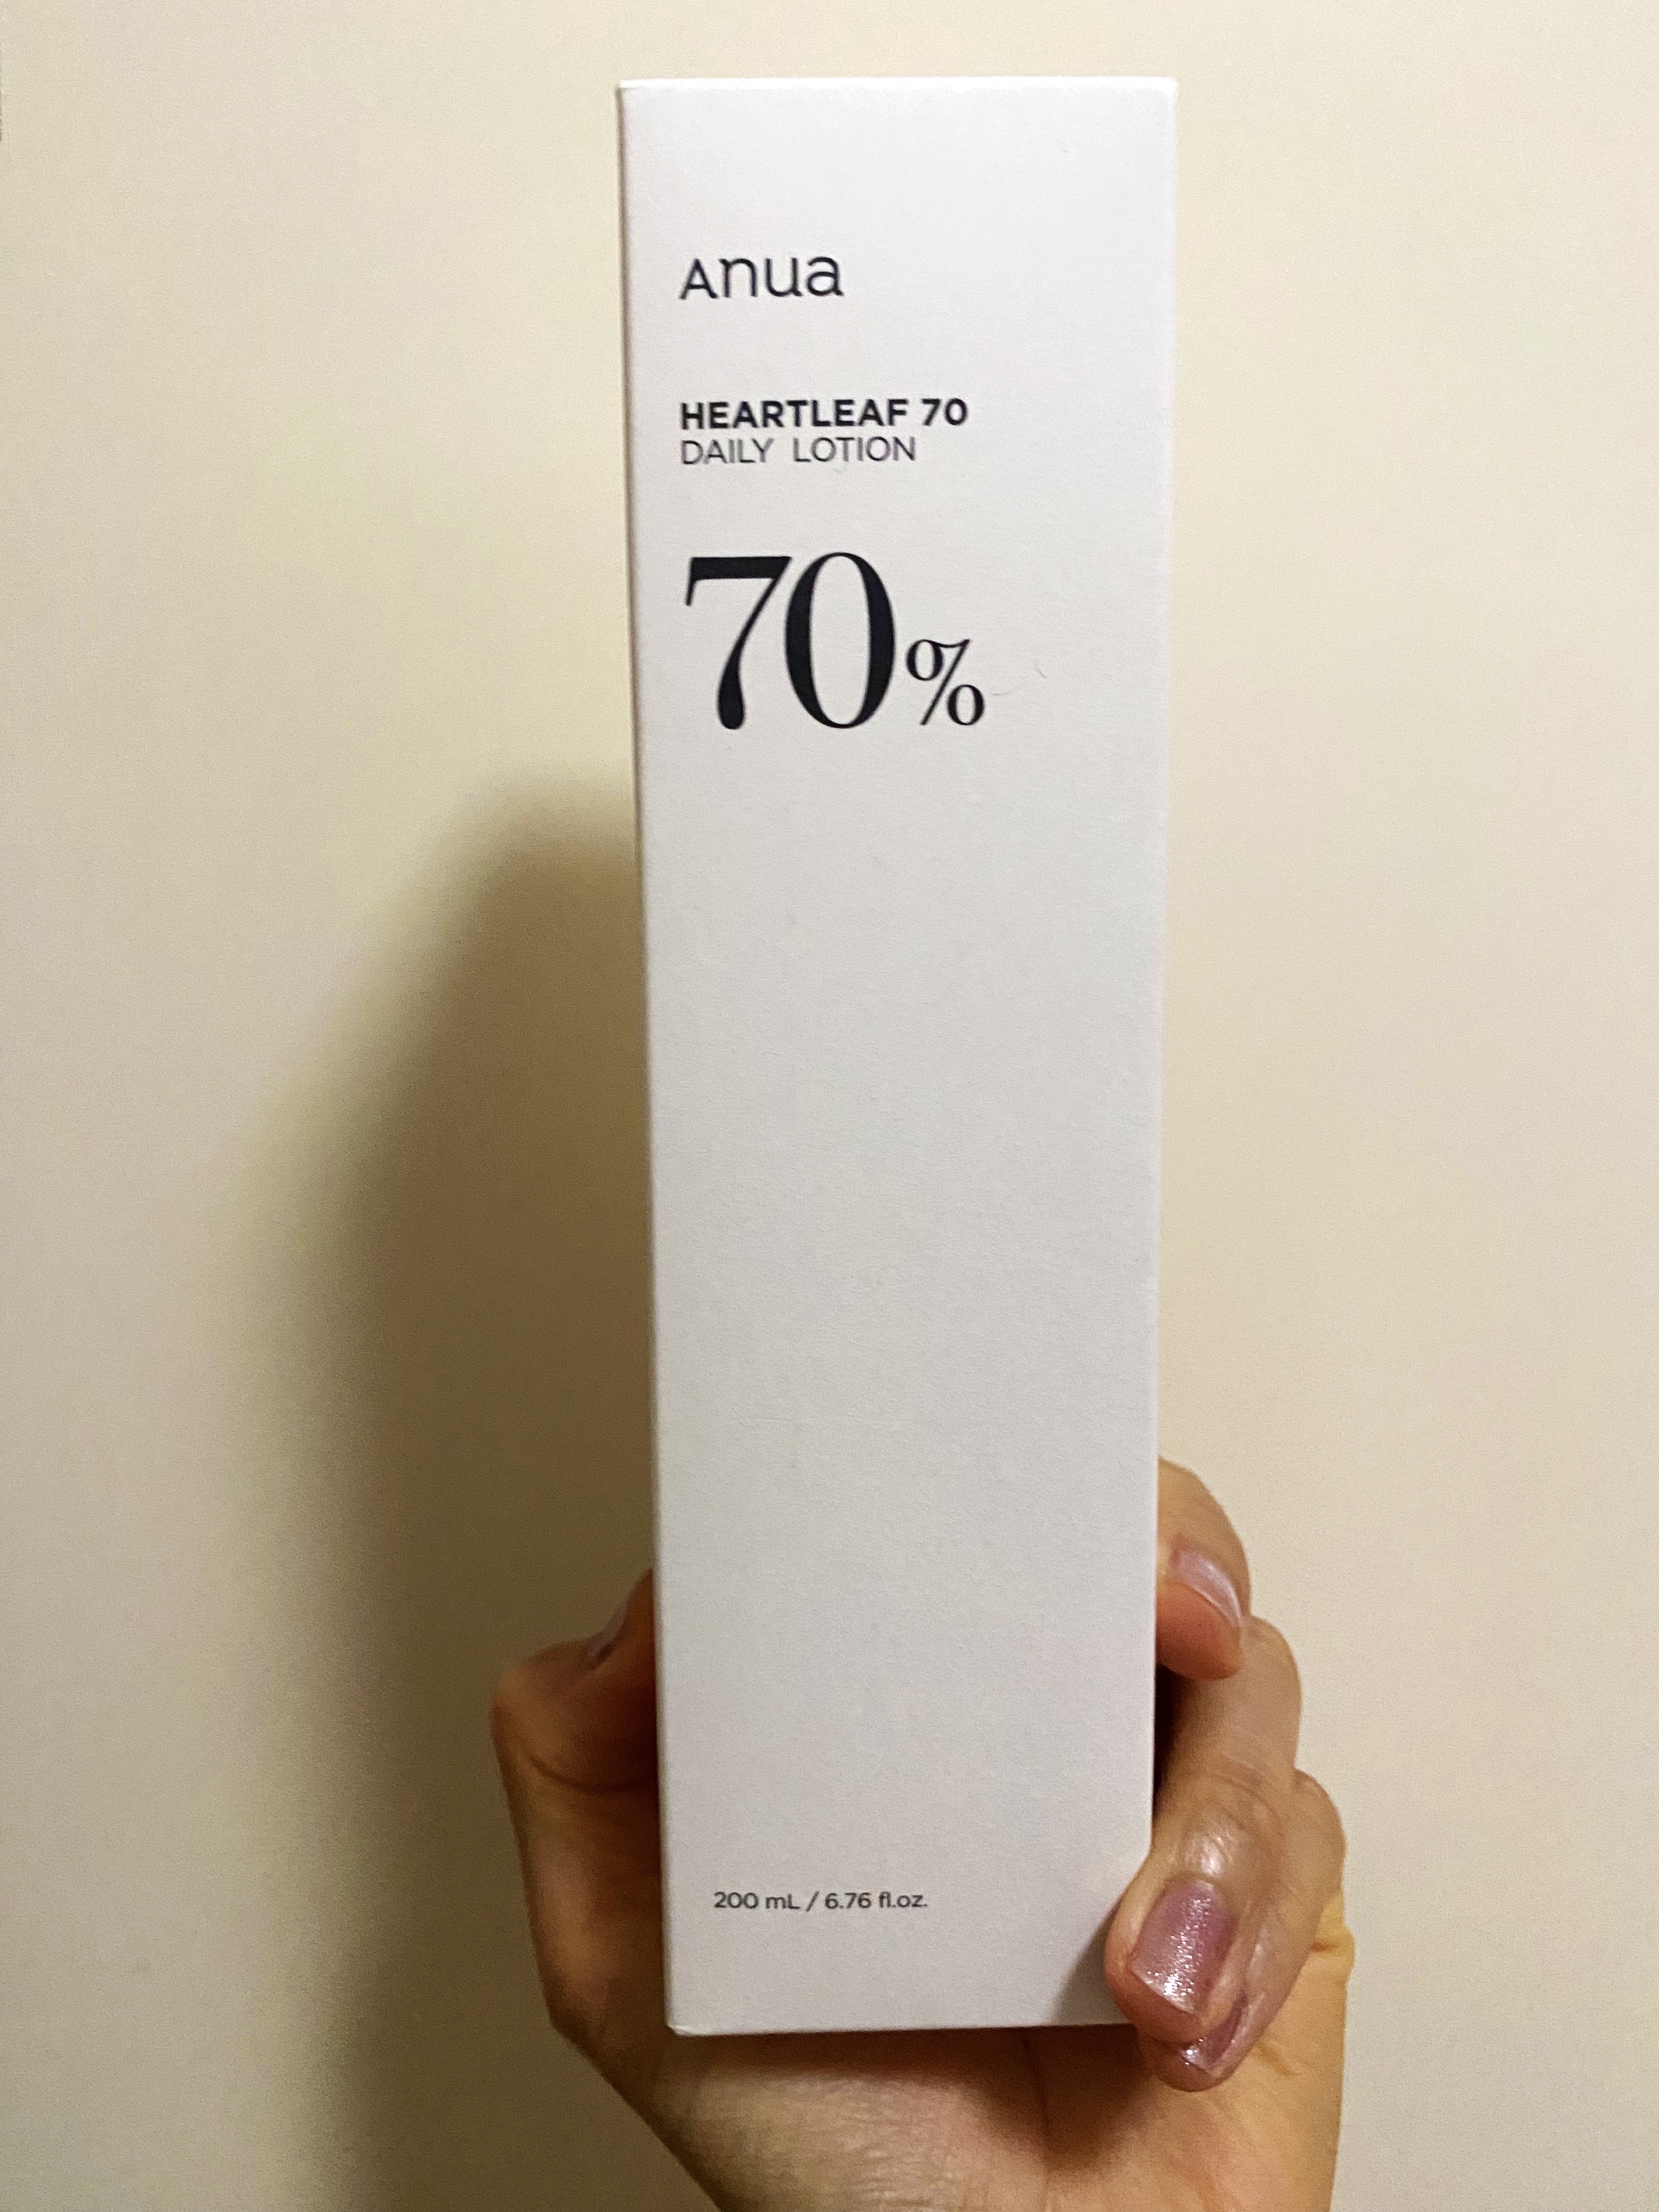 Anua
HEARTLEAF 70
DAILY LOTION
70%
200 mL / 6.76 fl.oz.